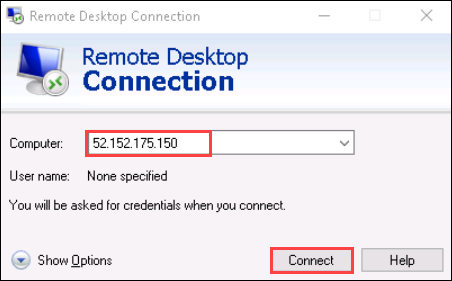 Remote Desktop Connection
Remote Desktop
Connection
Computer: 52.152.175.150
User name: None specified
You will be asked for credentials when you connect.
Show Options Connect Help